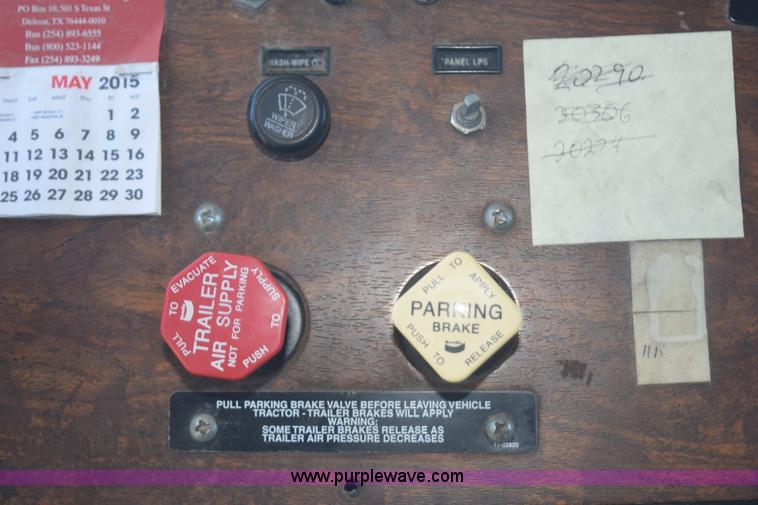 PO Box 10, 501 S Texas St
Deleon, TX 76444-0010
Bus (254) 893-6555
Bus (800) 523-1144
Fax (254) 893-3249
MAY 2015
mon tue wed thu fri sat
1 2
4 5 6 7 8 9
11 12 13 14 15 16
18 19 20 21 22 23
25 26 27 28 29 30
WASH-WIPE
WIPER
WASHER
PANEL LPS
20290
20356
20277
PULL TO EVACUATE
TRAILER
AIR SUPPLY
NOT FOR PARKING
PUSH TO SUPPLY
PULL TO APPLY
PARKING
BRAKE
PUSH TO RELEASE
PULL PARKING BRAKE VALVE BEFORE LEAVING VEHICLE
TRACTOR - TRAILER BRAKES WILL APPLY
WARNING:
SOME TRAILER BRAKES RELEASE AS
TRAILER AIR PRESSURE DECREASES
17-02820
www.purplewave.com